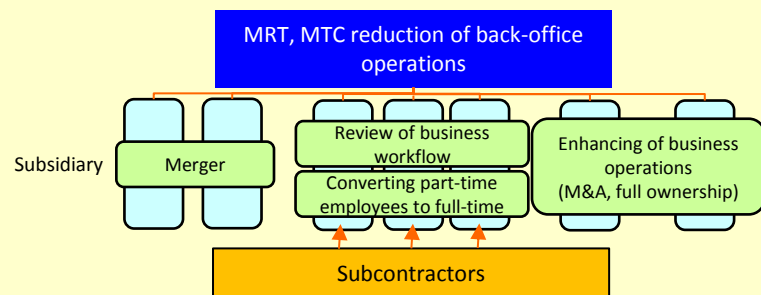 MRT, MTC reduction of back-office
operations
Subsidiary
Merger
Review of business
workflow
Converting part-time
employees to full-time
Enhancing of business
operations
(M&A, full ownership)
Subcontractors